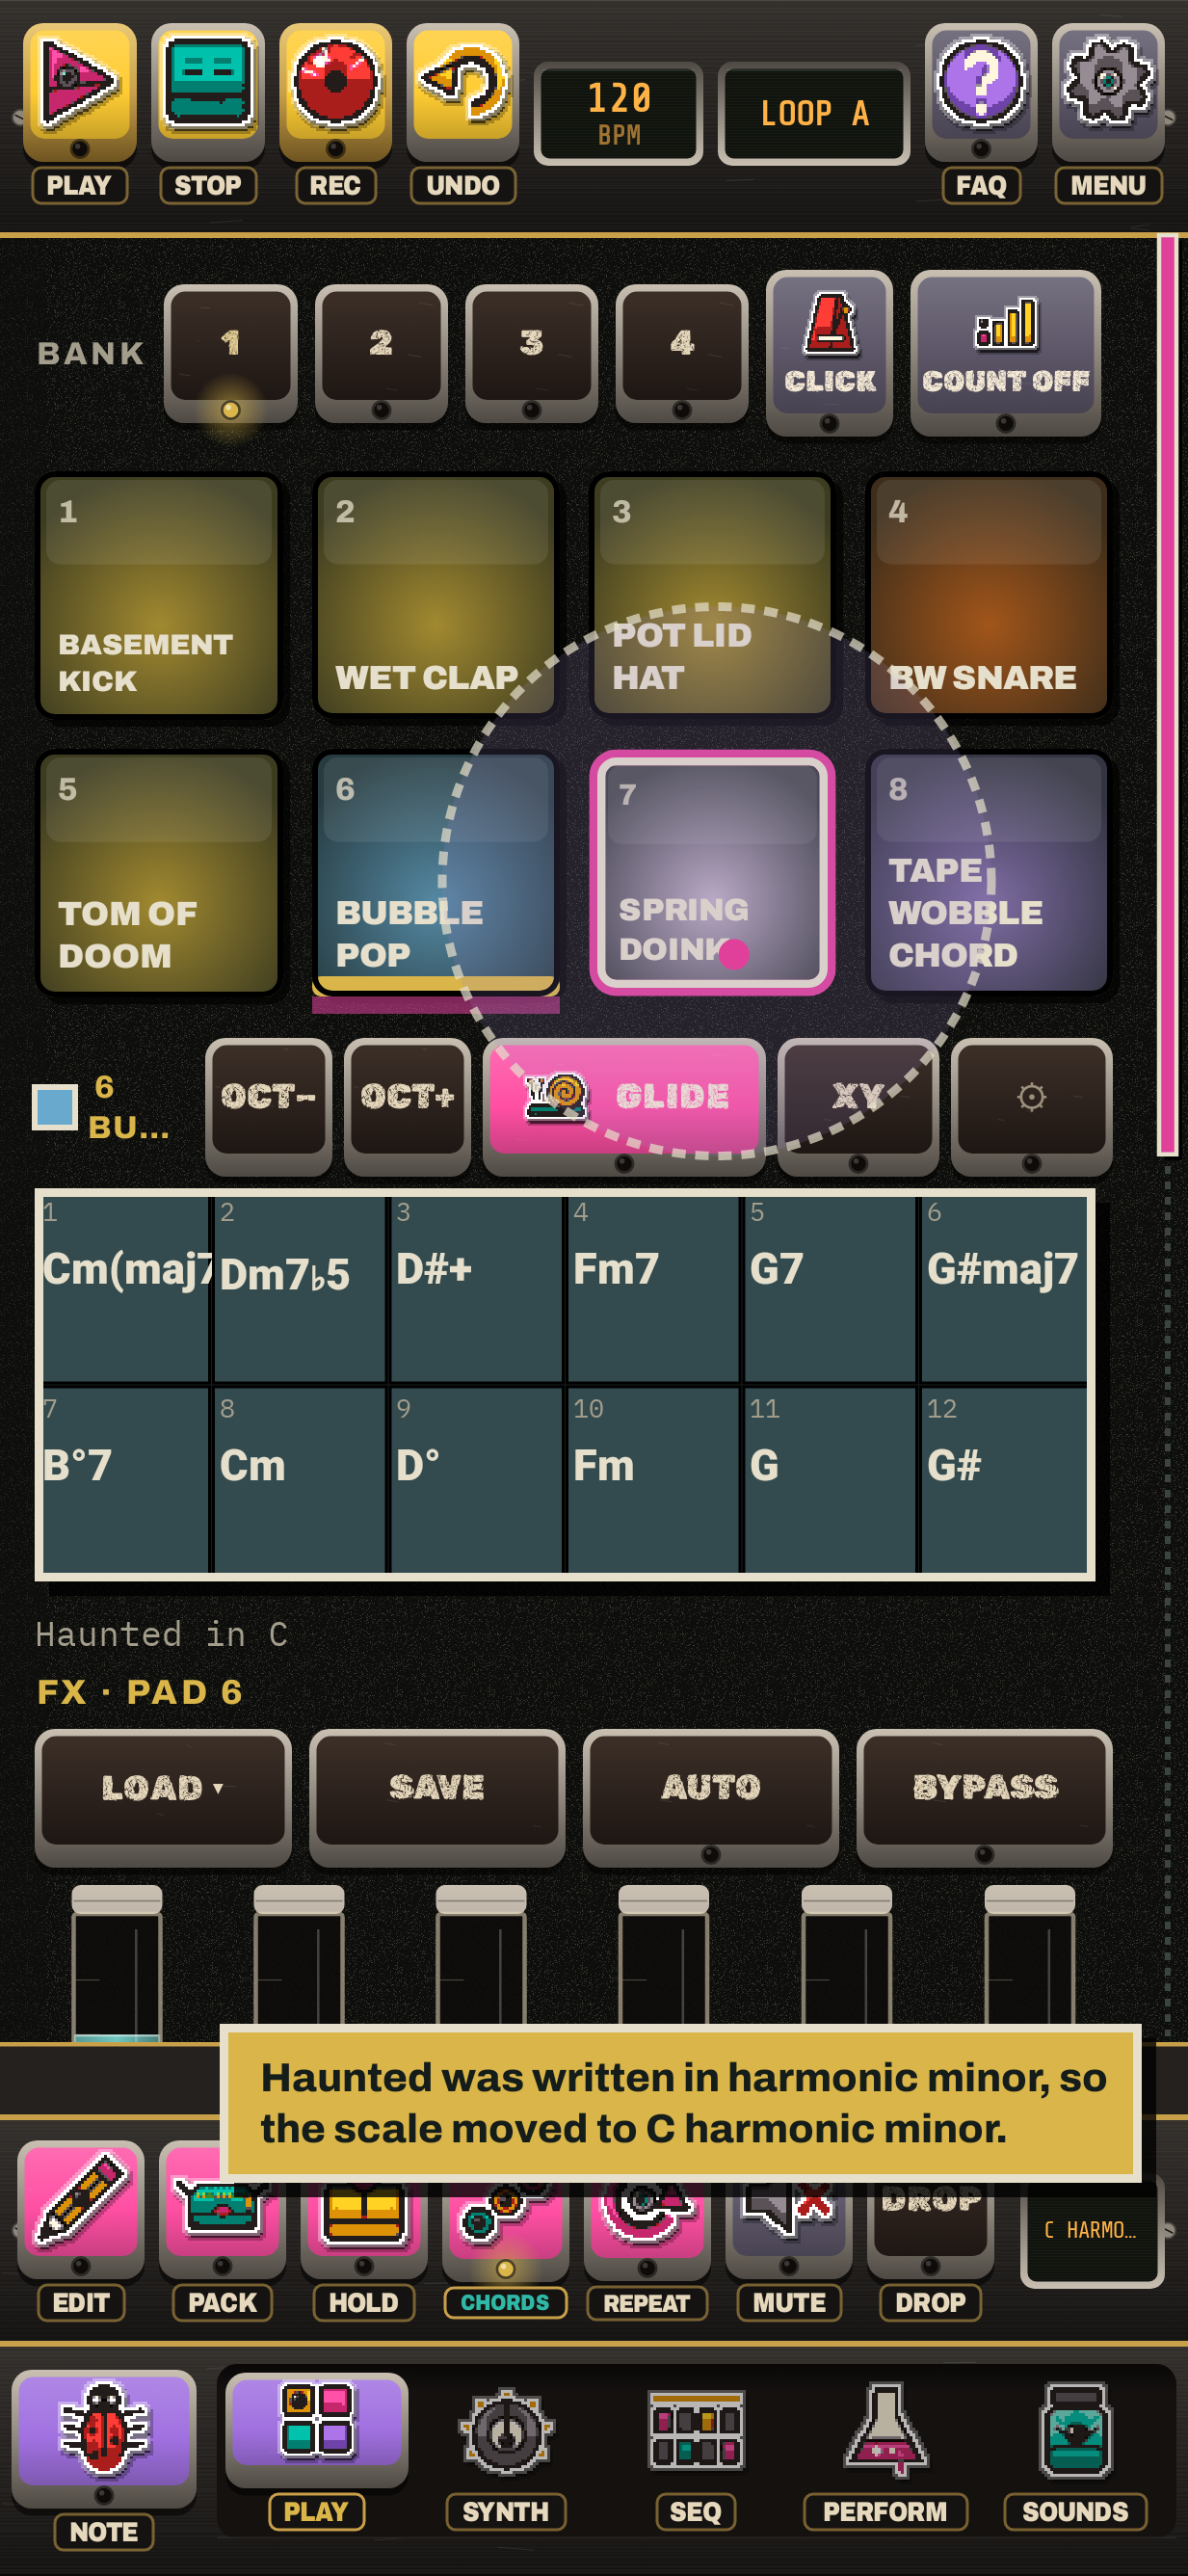 120
BPM
LOOP A
PLAY
STOP
REC
UNDO
FAQ
MENU
BANK
1
2
3
4
CLICK
COUNT OFF
1
BASEMENT
KICK
2
WET CLAP
3
POT LID
HAT
4
BW SNARE
5
TOM OF
DOOM
6
BUBBLE
POP
7
SPRING
DOINK
8
TAPE
WOBBLE
CHORD
6
BU...
OCT-
OCT+
GLIDE
XY
1
Cm(maj7
2
Dm7♭5
3
D#+
4
Fm7
5
G7
6
G#maj7
7
B°7
8
Cm
9
D°
10
Fm
11
G
12
G#
Haunted in C
FX · PAD 6
LOAD ▾
SAVE
AUTO
BYPASS
Haunted was written in harmonic minor, so
the scale moved to C harmonic minor.
DROP
C HARMO...
EDIT
PACK
HOLD
CHORDS
REPEAT
MUTE
DROP
NOTE
PLAY
SYNTH
SEQ
PERFORM
SOUNDS